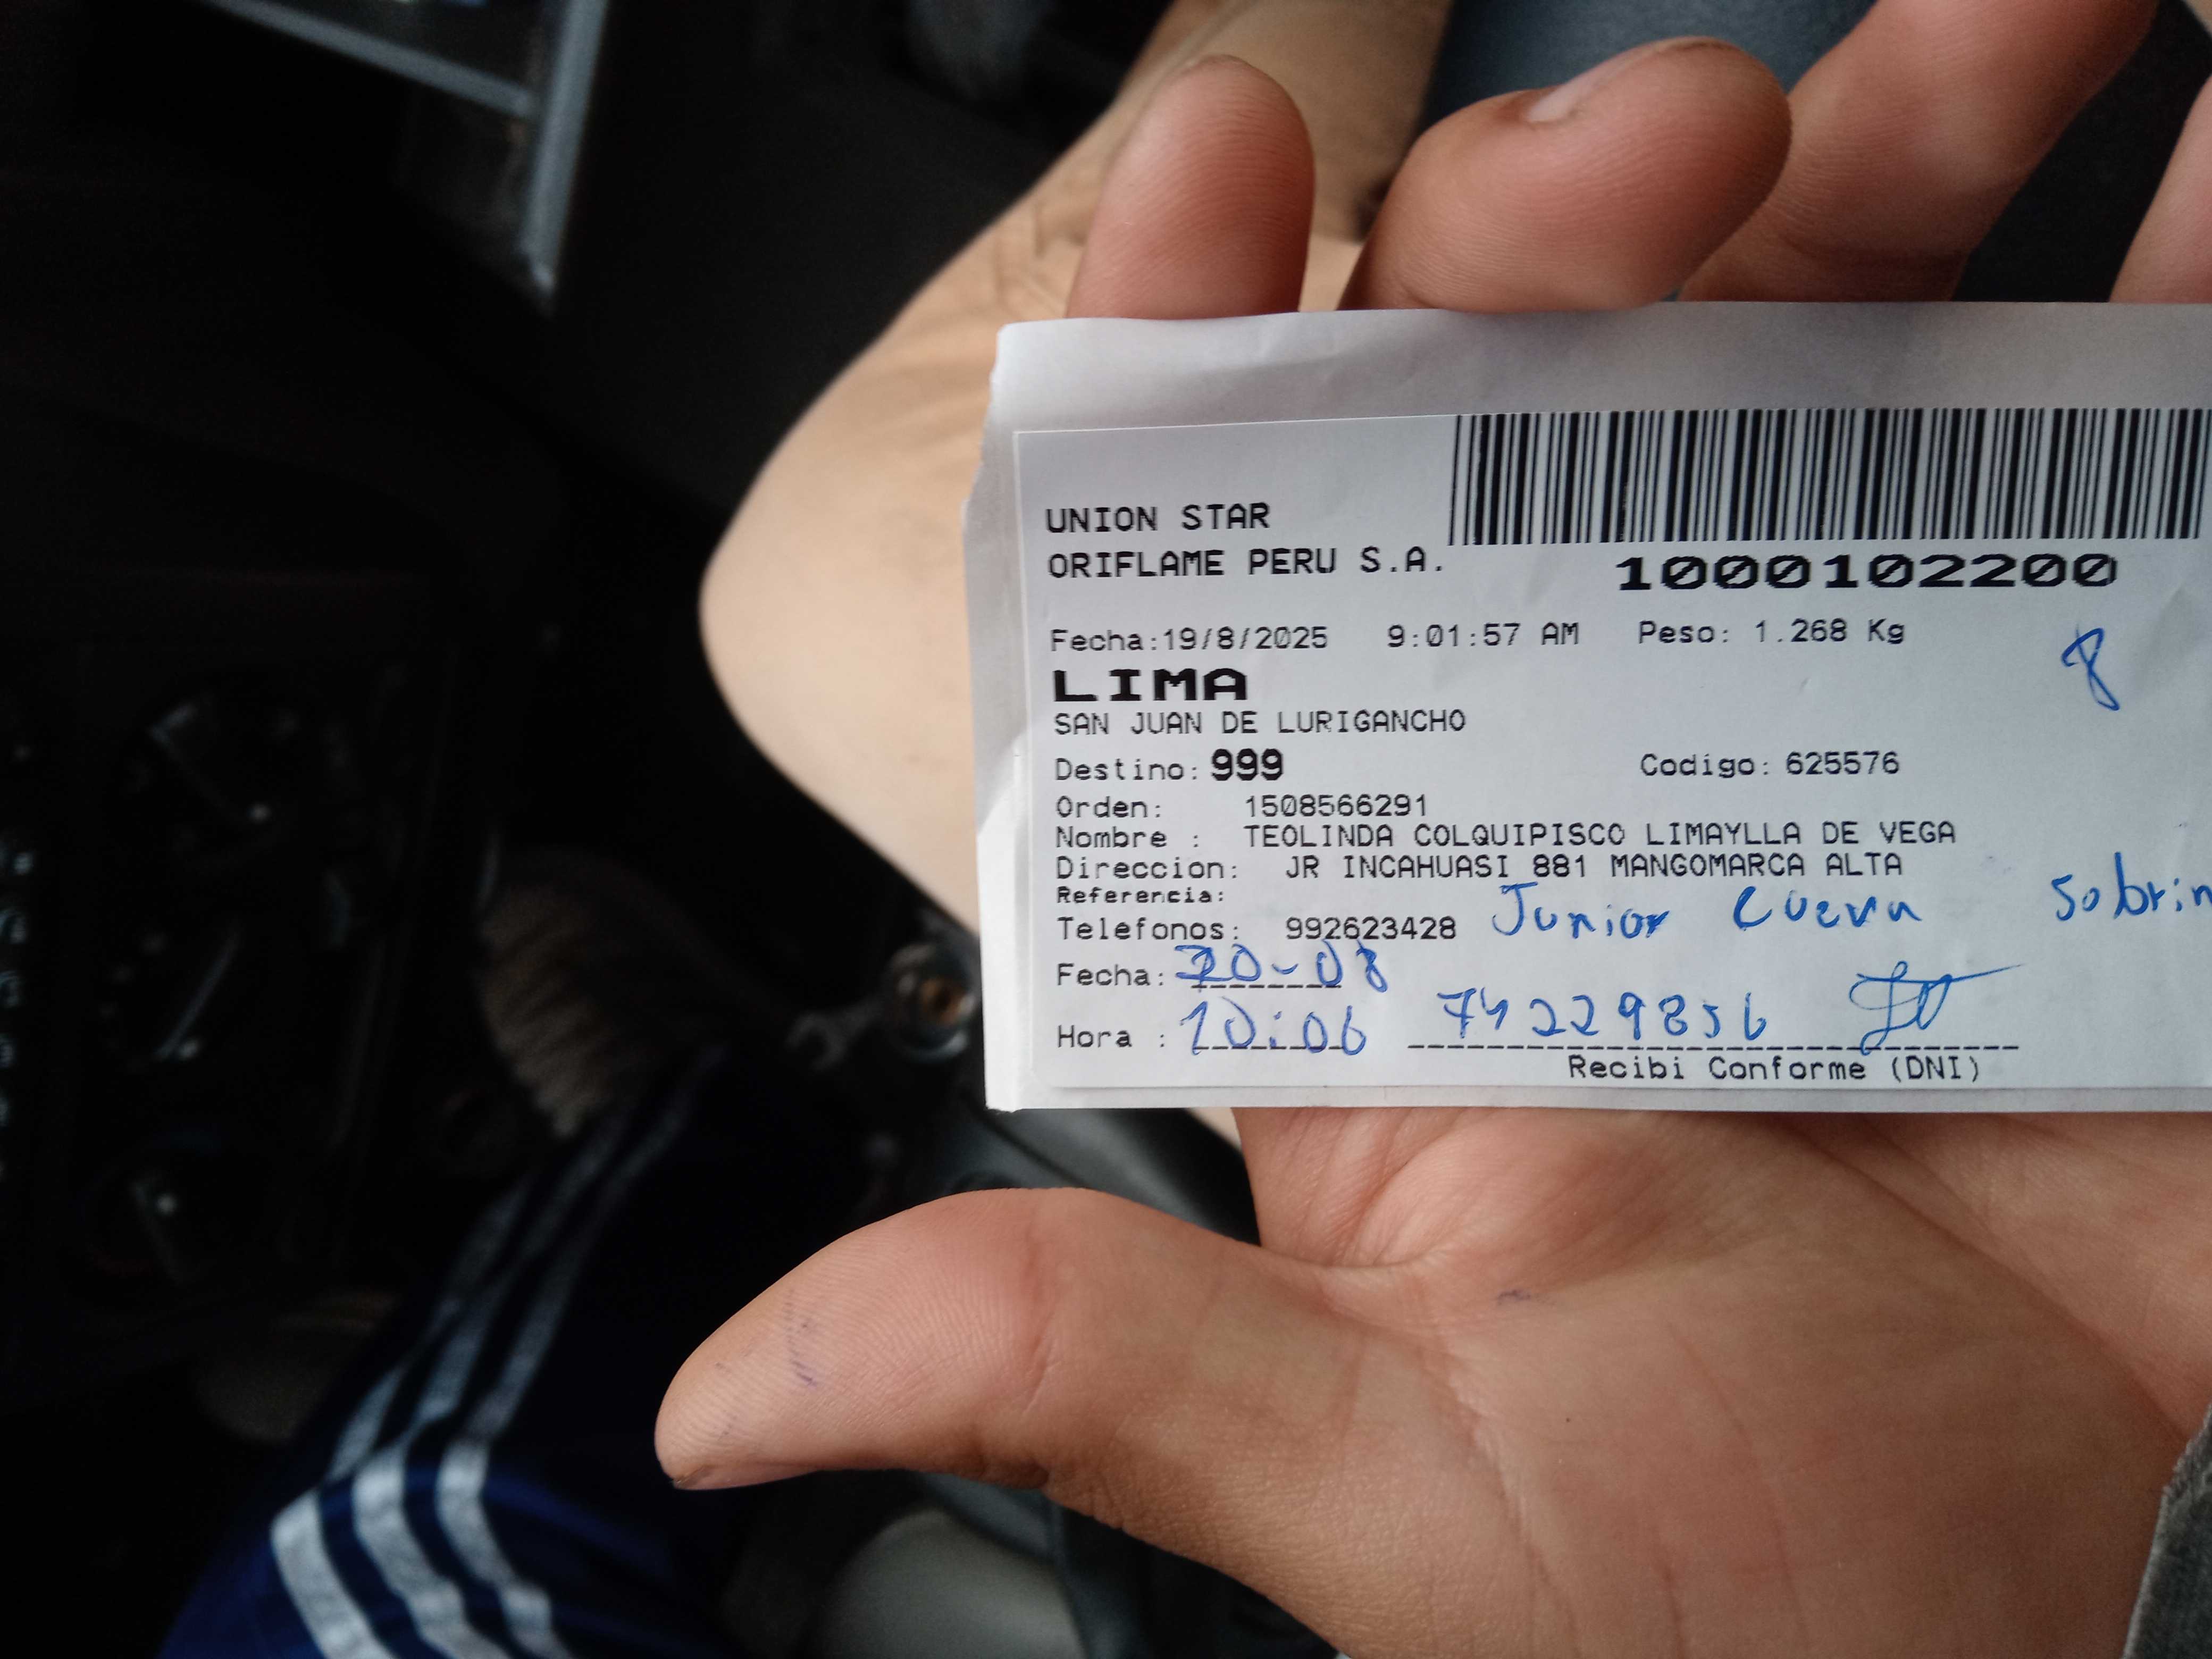 UNION STAR
ORIFLAME PERU S.A.
1000102200
Fecha:19/8/2025 9:01:57 AM Peso: 1.268 Kg
8
LIMA
SAN JUAN DE LURIGANCHO
Destino: 999 Codigo: 625576
Orden: 1508566291
Nombre : TEOLINDA COLQUIPISCO LIMAYLLA DE VEGA
Direccion: JR INCAHUASI 881 MANGOMARCA ALTA
Referencia:
Telefonos: 992623428 Junior Cueva Sobrin
Fecha: 20-08
Hora : 10:06 74229856
Recibi Conforme (DNI)